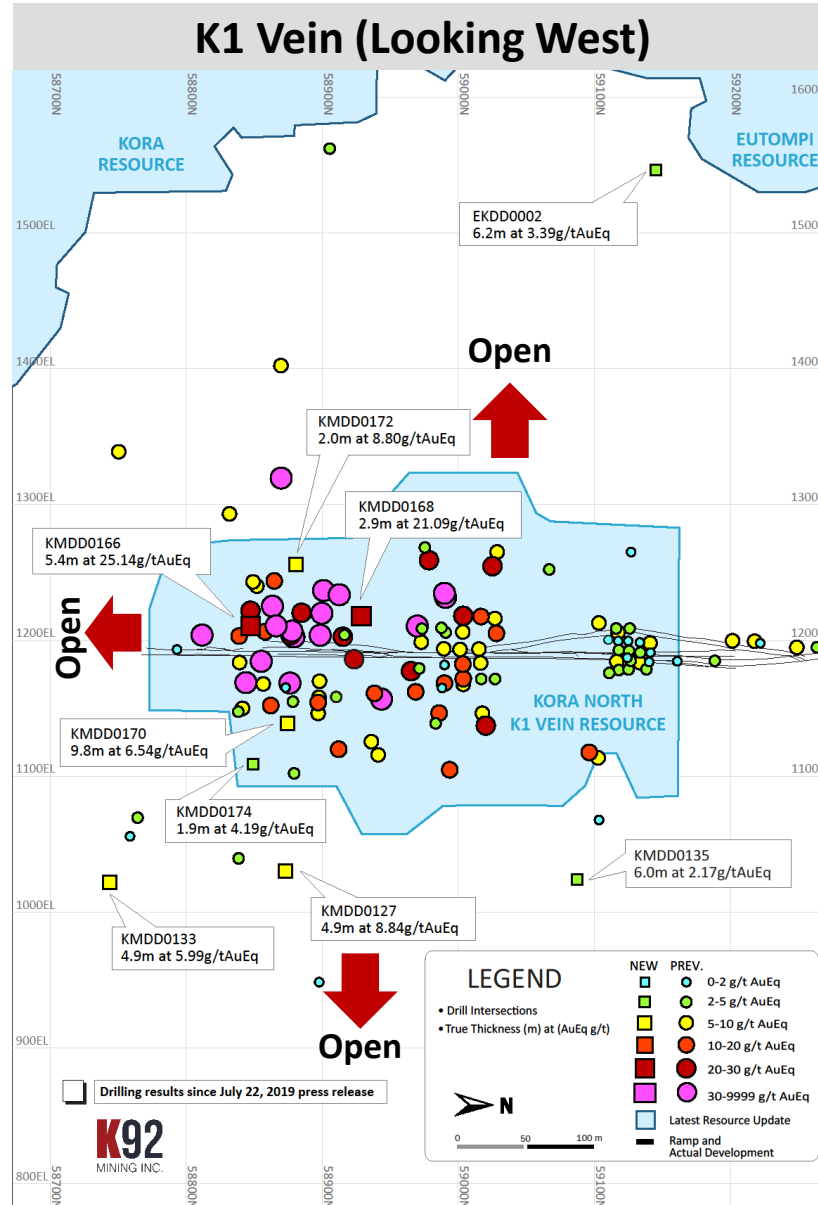 K1 Vein (Looking West)
58700N
58800N
58900N
59000N
59100N
59200N
1600
KORA
RESOURCE
EUTOMPI
RESOURCE
EKDD0002
6.2m at 3.39g/tAuEq
1500EL
1500
Open
1400EL
1400
KMDD0172
2.0m at 8.80g/tAuEq
KMDD0168
2.9m at 21.09g/tAuEq
1300EL
1300
KMDD0166
5.4m at 25.14g/tAuEq
Open
1200EL
1200
KORA NORTH
K1 VEIN RESOURCE
KMDD0170
9.8m at 6.54g/tAuEq
1100EL
1100
KMDD0174
1.9m at 4.19g/tAuEq
KMDD0135
6.0m at 2.17g/tAuEq
1000EL
1000
KMDD0133
4.9m at 5.99g/tAuEq
KMDD0127
4.9m at 8.84g/tAuEq
Open
900EL
LEGEND
• Drill Intersections
• True Thickness (m) at (AuEq g/t)
NEW PREV.
0-2 g/t AuEq
2-5 g/t AuEq
5-10 g/t AuEq
10-20 g/t AuEq
20-30 g/t AuEq
30-9999 g/t AuEq
Latest Resource Update
Ramp and
Actual Development
N
0 50 100 m
Drilling results since July 22, 2019 press release
K92
MINING INC.
800EL
800
58700N
58800N
58900N
59000N
59100N
59200N